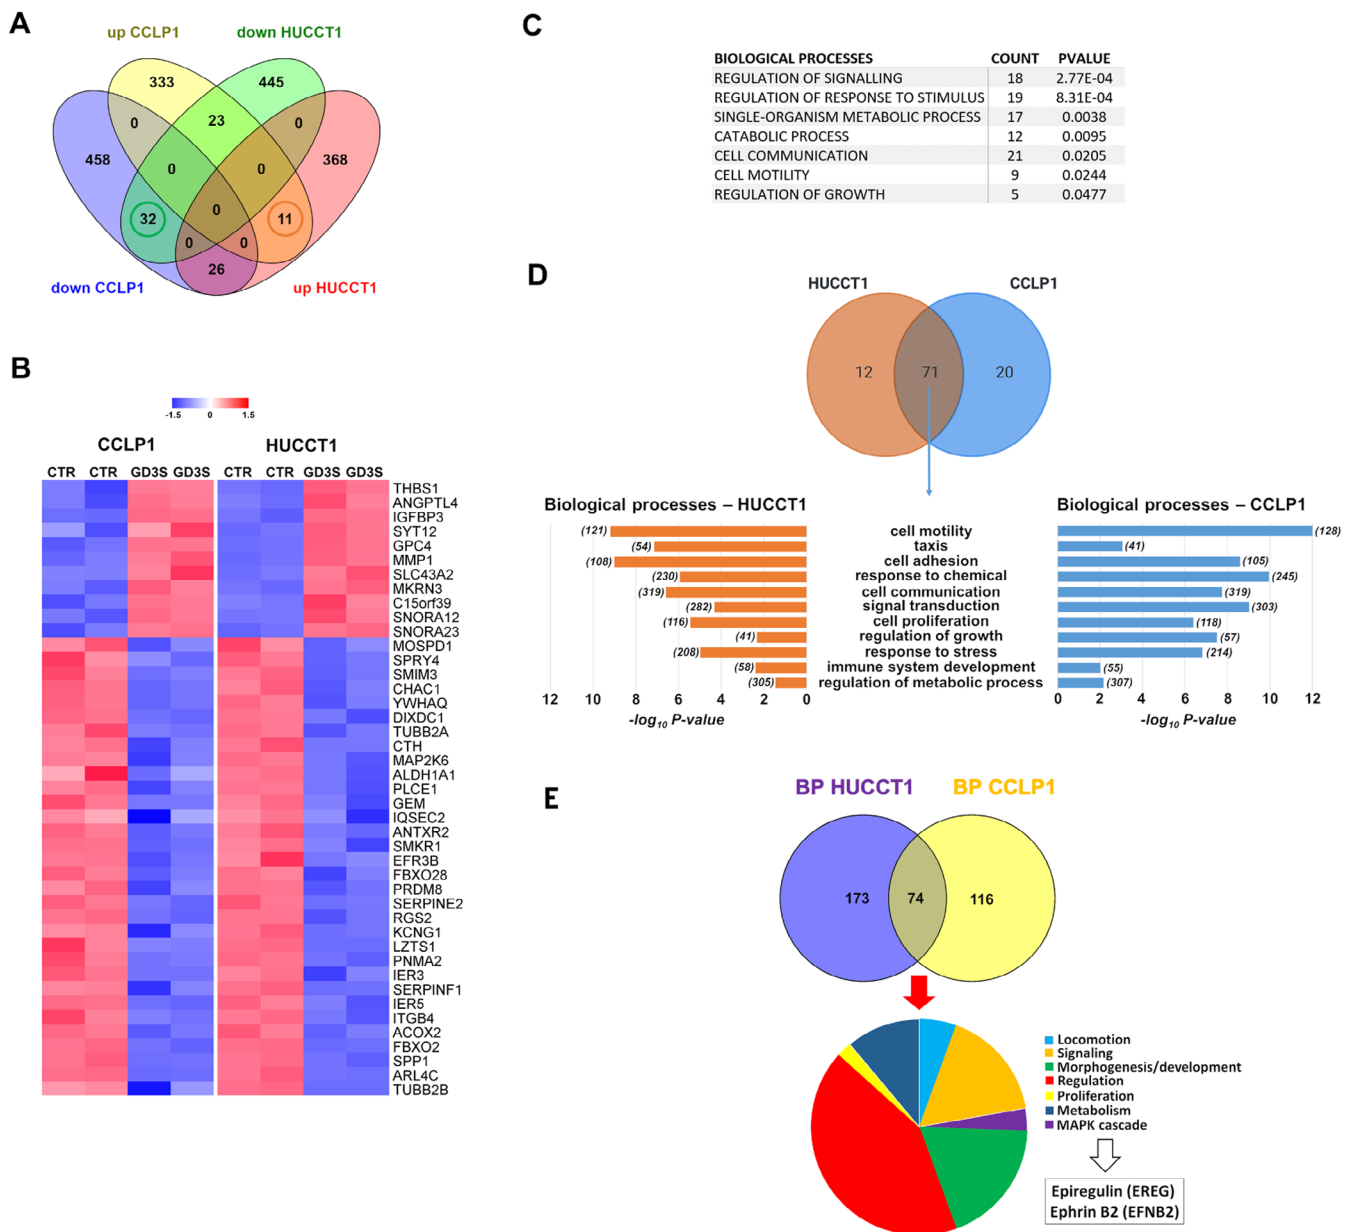 A
up CCLP1
down HUCCT1
333
445
0
23
0
458
0
0
368
32
0
11
0
0
26
down CCLP1
up HUCCT1
B
-1.5
0
1.5
CCLP1
HUCCT1
CTR CTR GD3S GD3S CTR CTR GD3S GD3S
THBS1
ANGPTL4
IGFBP3
SYT12
GPC4
MMP1
SLC43A2
MKRN3
C15orf39
SNORA12
SNORA23
MOSPD1
SPRY4
SMIM3
CHAC1
YWHAQ
DIXDC1
TUBB2A
CTH
MAP2K6
ALDH1A1
PLCE1
GEM
IQSEC2
ANTXR2
SMKR1
EFR3B
FBXO28
PRDM8
SERPINE2
RGS2
KCNG1
LZTS1
PNMA2
IER3
SERPINF1
IER5
ITGB4
ACOX2
FBXO2
SPP1
ARL4C
TUBB2B
C
BIOLOGICAL PROCESSES COUNT PVALUE
REGULATION OF SIGNALLING 18 2.77E-04
REGULATION OF RESPONSE TO STIMULUS 19 8.31E-04
SINGLE-ORGANISM METABOLIC PROCESS 17 0.0038
CATABOLIC PROCESS 12 0.0095
CELL COMMUNICATION 21 0.0205
CELL MOTILITY 9 0.0244
REGULATION OF GROWTH 5 0.0477
D
HUCCT1
CCLP1
12
71
20
Biological processes – HUCCT1
Biological processes – CCLP1
(121) cell motility (128)
(54) taxis (41)
(108) cell adhesion (105)
(230) response to chemical (245)
(319) cell communication (319)
(282) signal transduction (303)
(116) cell proliferation (118)
(41) regulation of growth (57)
(208) response to stress (214)
(58) immune system development (55)
(305) regulation of metabolic process (307)
12 10 8 6 4 2 0
0 2 4 6 8 10 12
-log10 P-value
-log10 P-value
E
BP HUCCT1
BP CCLP1
173
74
116
Locomotion
Signaling
Morphogenesis/development
Regulation
Proliferation
Metabolism
MAPK cascade
Epiregulin (EREG)
Ephrin B2 (EFNB2)